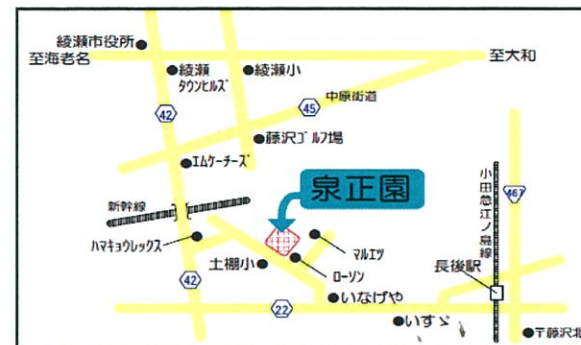 綾瀬市役所
至海老名
至大和
綾瀬
タウンヒルズ
綾瀬小
中原街道
45
42
藤沢ゴルフ場
エムケーチーズ
泉正園
小田急江ノ島線
467
新幹線
ハマキョウレックス
マルエツ
土棚小
ローソン
長後駅
42
22
いなげや
いすゞ
〒藤沢北